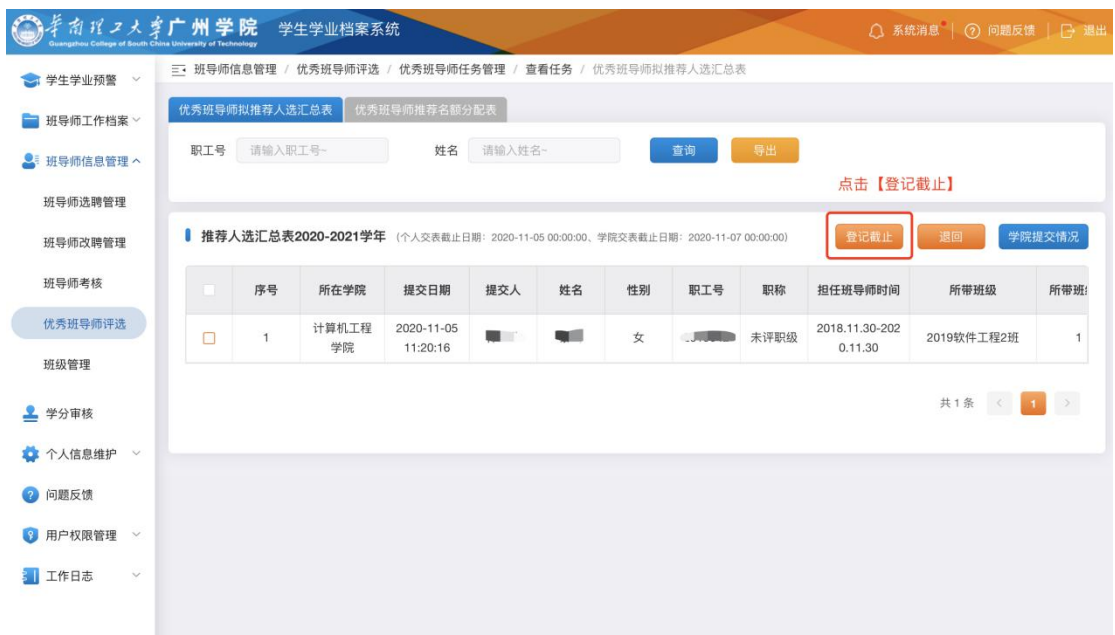 华南理工大学广州学院
Guangzhou College of South China University of Technology
学生学业档案系统
系统消息
问题反馈
退出
学生学业预警
班导师工作档案
班导师信息管理
班导师选聘管理
班导师改聘管理
班导师考核
优秀班导师评选
班级管理
学分审核
个人信息维护
问题反馈
用户权限管理
工作日志
班导师信息管理 / 优秀班导师评选 / 优秀班导师任务管理 / 查看任务 / 优秀班导师拟推荐人选汇总表
优秀班导师拟推荐人选汇总表 优秀班导师推荐名额分配表
职工号 请输入职工号~ 姓名 请输入姓名~ 查询 导出
点击【登记截止】
推荐人选汇总表2020-2021学年 (个人交表截止日期：2020-11-05 00:00:00、学院交表截止日期：2020-11-07 00:00:00) 登记截止 退回 学院提交情况
序号 所在学院 提交日期 提交人 姓名 性别 职工号 职称 担任班导师时间 所带班级 所带班
1 计算机工程学院 2020-11-05 11:20:16 女 未评职级 2018.11.30-2020.11.30 2019软件工程2班 1
共 1 条 < 1 >